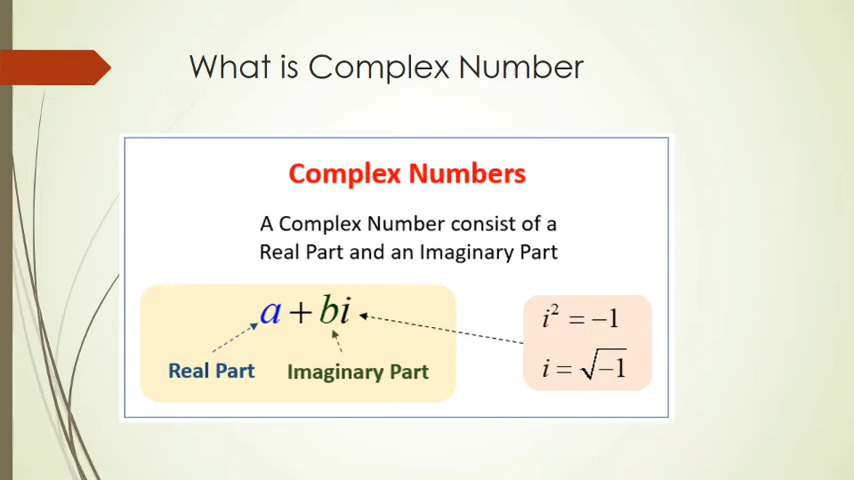 What is Complex Number
Complex Numbers
A Complex Number consist of a
Real Part and an Imaginary Part
a + bi
Real Part
Imaginary Part
i² = −1
i = √−1